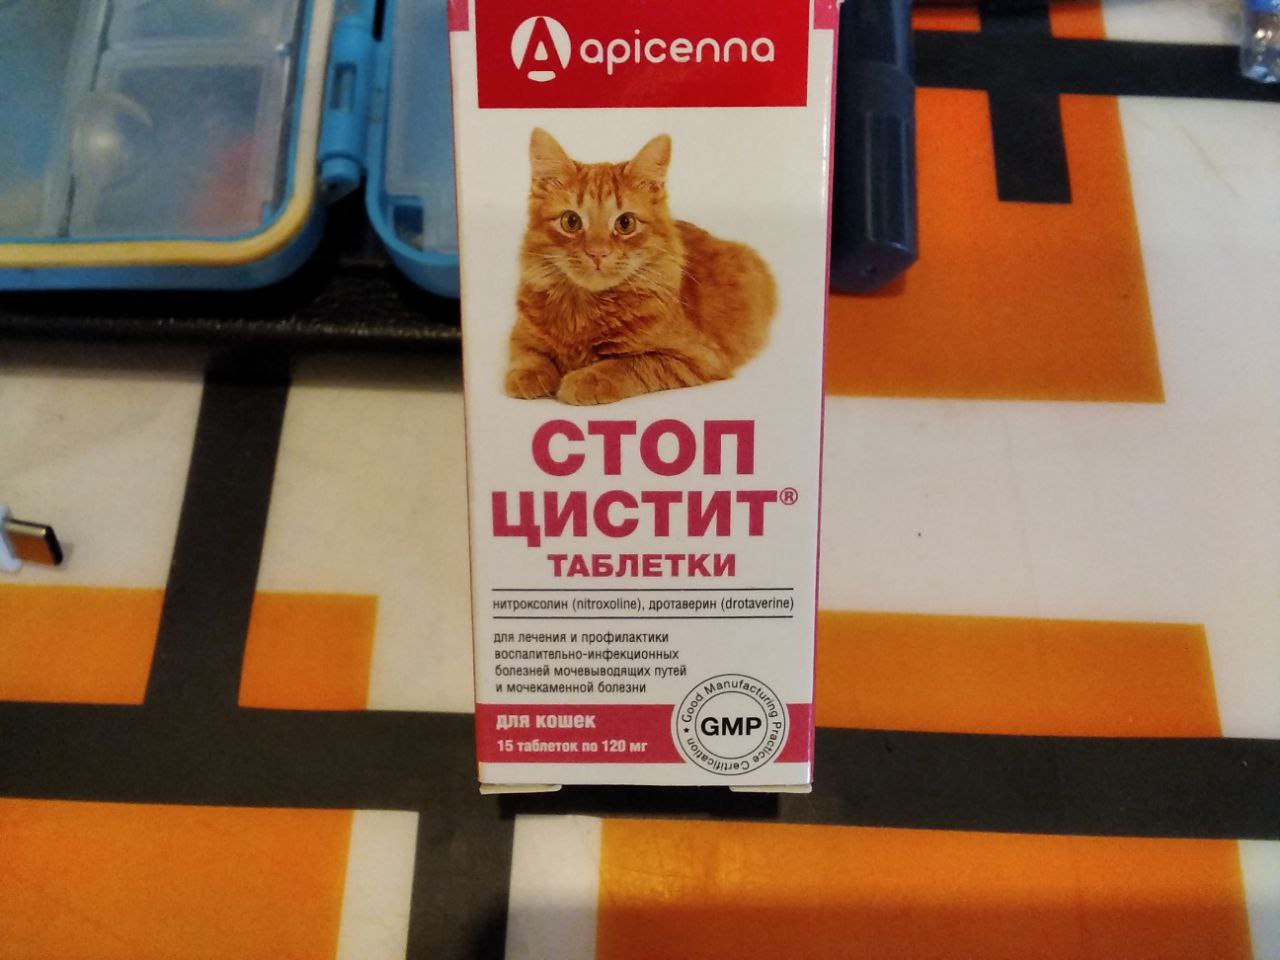 apicenna
СТОП
ЦИСТИТ®
ТАБЛЕТКИ
нитроксолин (nitroxoline), дротаверин (drotaverine)
для лечения и профилактики
воспалительно-инфекционных
болезней мочевыводящих путей
и мочекаменной болезни
для кошек
15 таблеток по 120 мг
Good Manufacturing Practice Certification
GMP